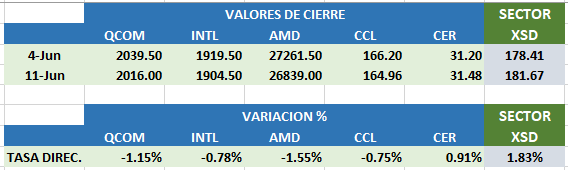 VALORES DE CIERRE SECTOR
QCOM INTL AMD CCL CER XSD
4-Jun 2039.50 1919.50 27261.50 166.20 31.20 178.41
11-Jun 2016.00 1904.50 26839.00 164.96 31.48 181.67
VARIACION % SECTOR
QCOM INTL AMD CCL CER XSD
TASA DIREC. -1.15% -0.78% -1.55% -0.75% 0.91% 1.83%